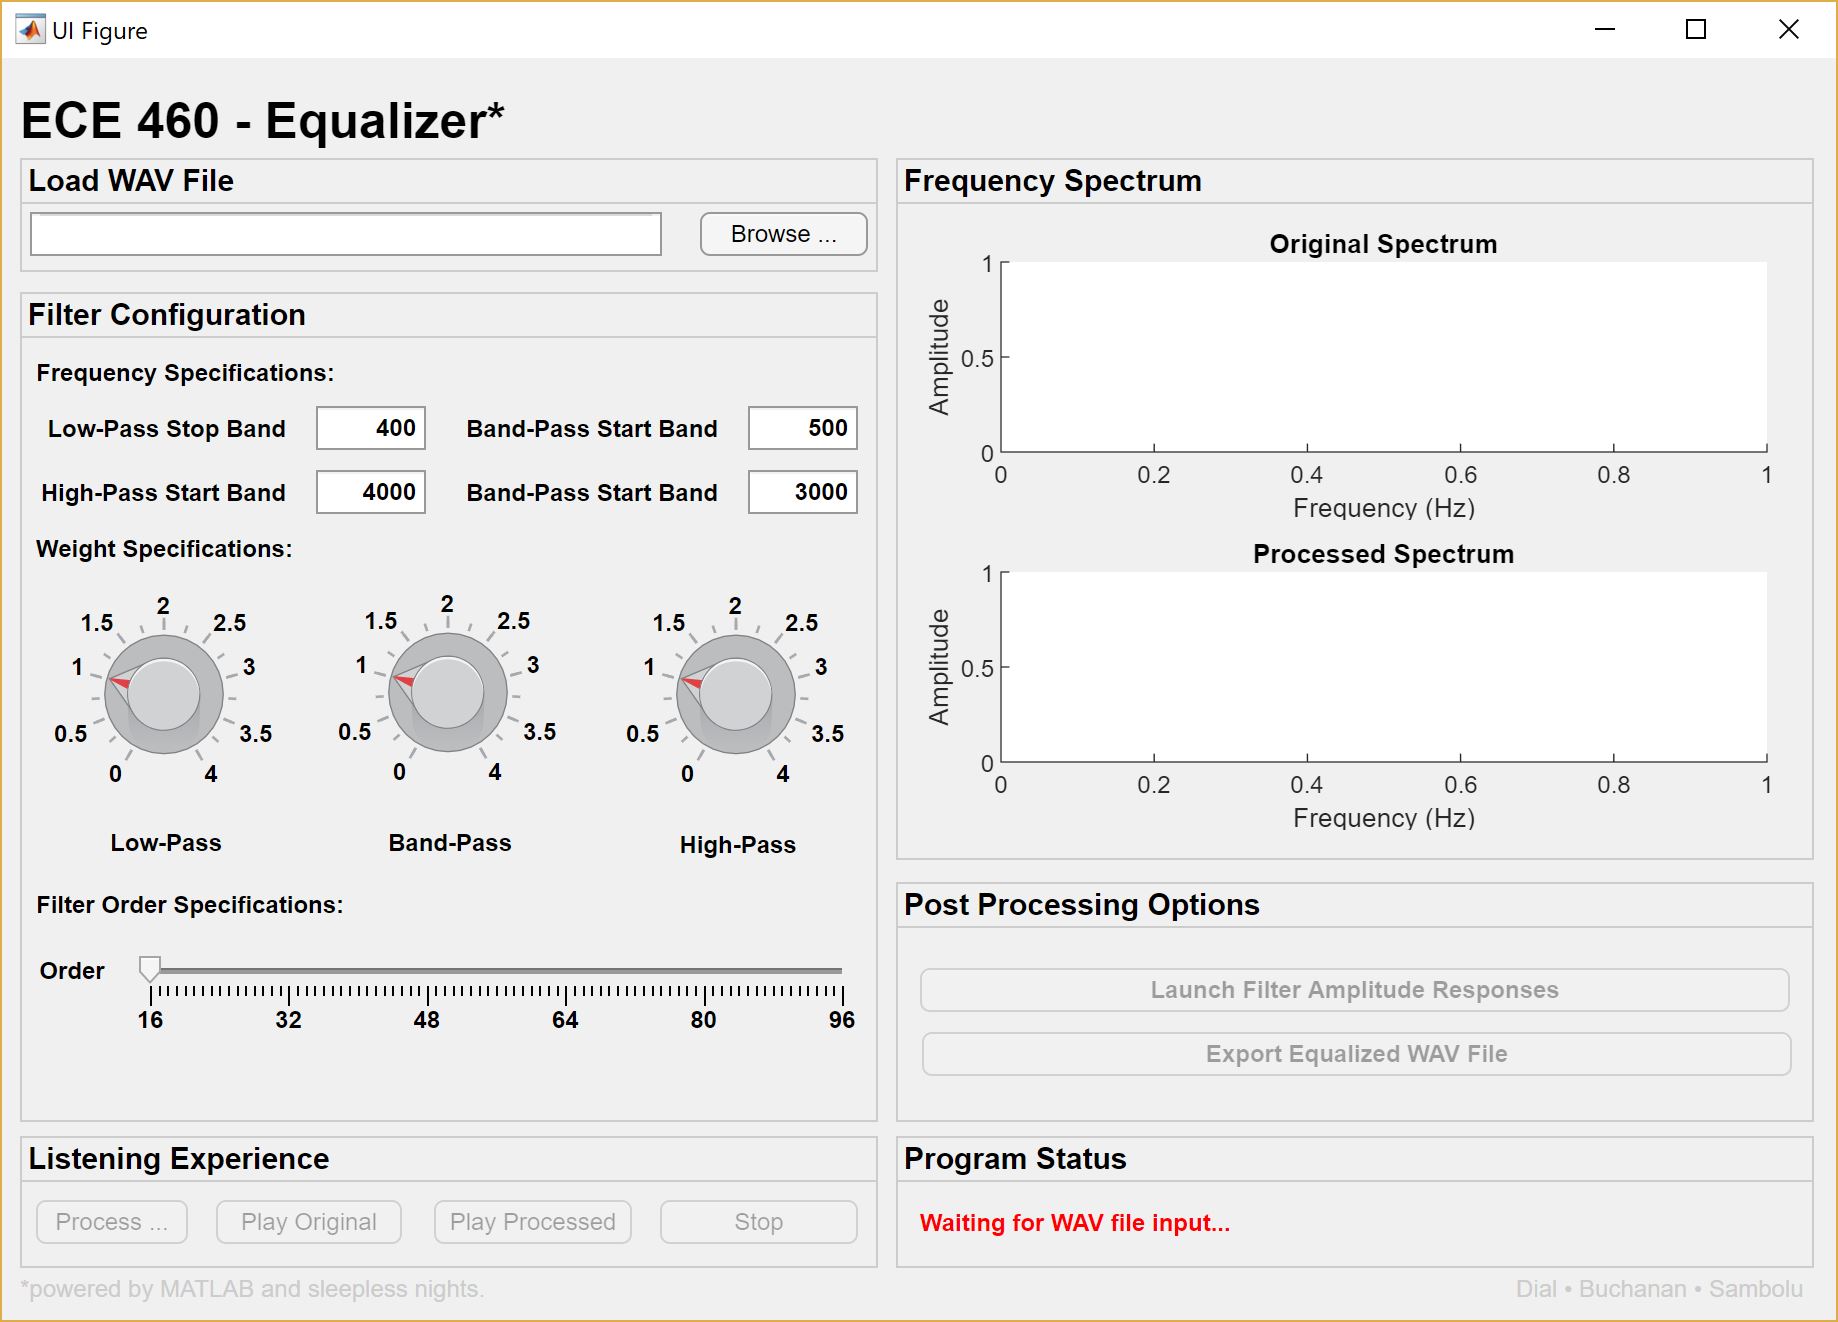 UI Figure
ECE 460 - Equalizer*
Load WAV File
Browse ...
Filter Configuration
Frequency Specifications:
Low-Pass Stop Band 400 Band-Pass Start Band 500
High-Pass Start Band 4000 Band-Pass Start Band 3000
Weight Specifications:
0 0.5 1 1.5 2 2.5 3 3.5 4
Low-Pass
0 0.5 1 1.5 2 2.5 3 3.5 4
Band-Pass
0 0.5 1 1.5 2 2.5 3 3.5 4
High-Pass
Filter Order Specifications:
Order
16 32 48 64 80 96
Listening Experience
Process ... Play Original Play Processed Stop
*powered by MATLAB and sleepless nights.
Frequency Spectrum
Original Spectrum
Amplitude
1
0.5
0
0 0.2 0.4 0.6 0.8 1
Frequency (Hz)
Processed Spectrum
Amplitude
1
0.5
0
0 0.2 0.4 0.6 0.8 1
Frequency (Hz)
Post Processing Options
Launch Filter Amplitude Responses
Export Equalized WAV File
Program Status
Waiting for WAV file input...
Dial • Buchanan • Sambolu